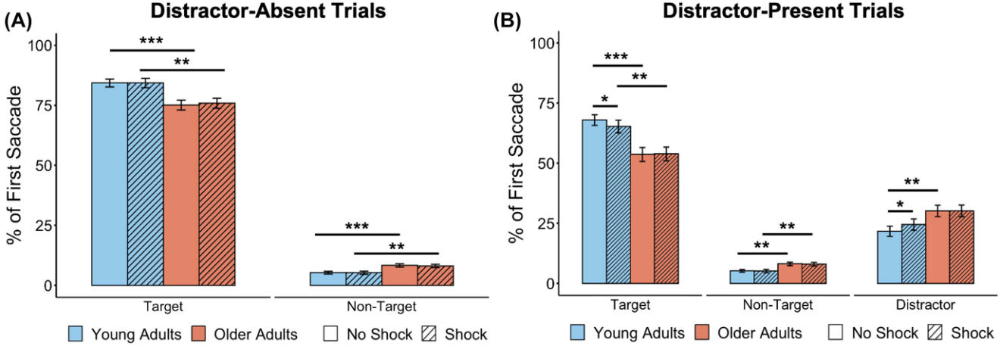 (A) Distractor-Absent Trials
% of First Saccade
100
75
50
25
0
***
**
***
**
Target Non-Target
Young Adults Older Adults No Shock Shock
(B) Distractor-Present Trials
% of First Saccade
100
75
50
25
0
***
**
*
**
**
**
*
Target Non-Target Distractor
Young Adults Older Adults No Shock Shock